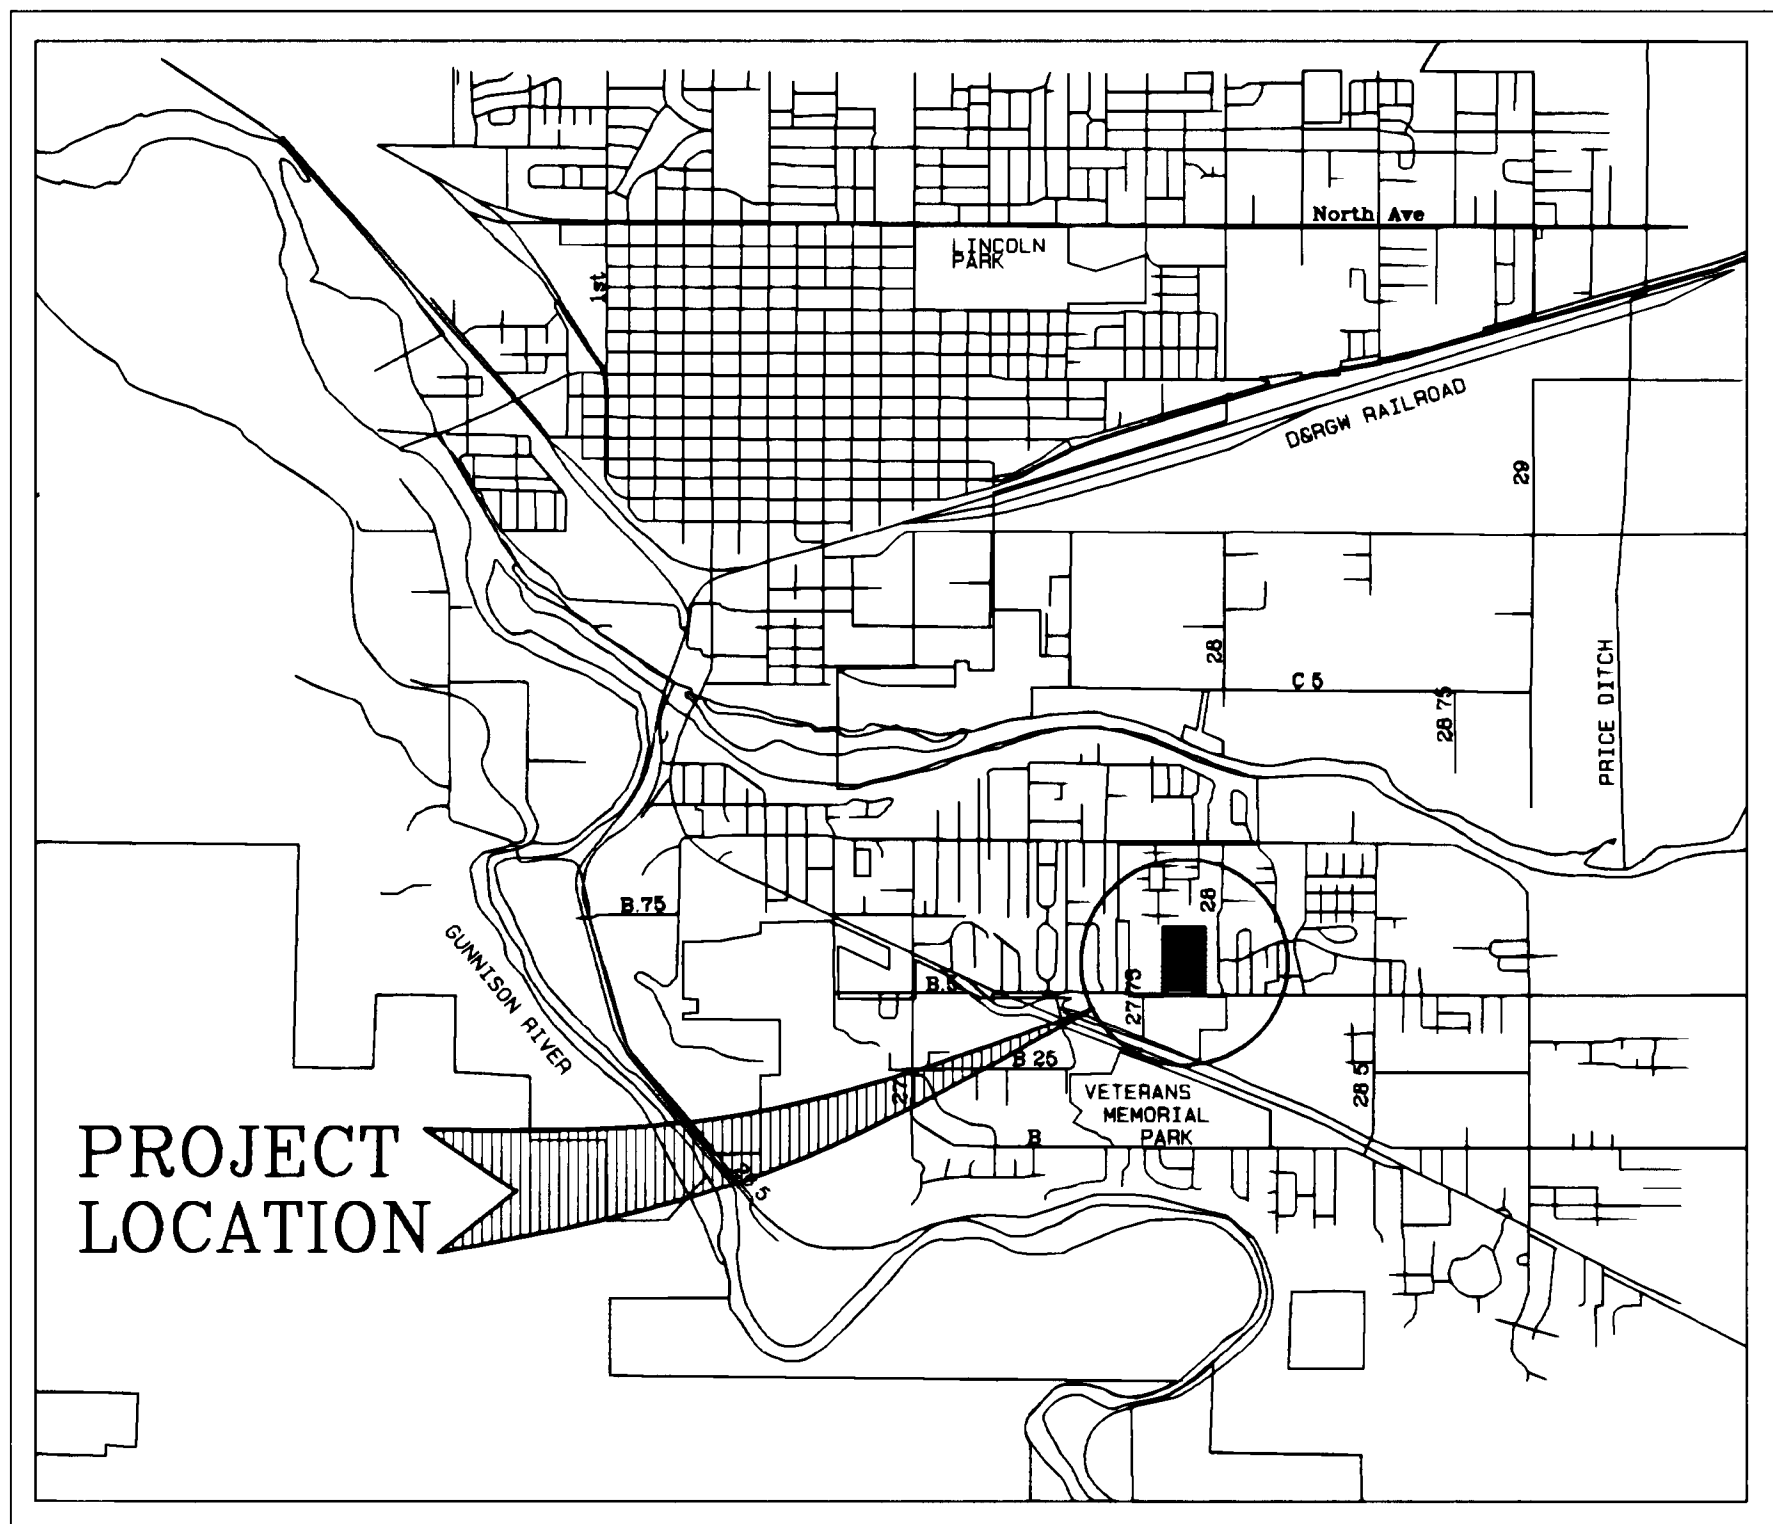 North Ave
LINCOLN
PARK
1st
D&RGW RAILROAD
29
28
C 5
28 75
PRICE DITCH
28
B.75
GUNNISON RIVER
B.5
27.75
B 25
27
28 5
VETERANS
MEMORIAL
PARK
B
PROJECT
LOCATION